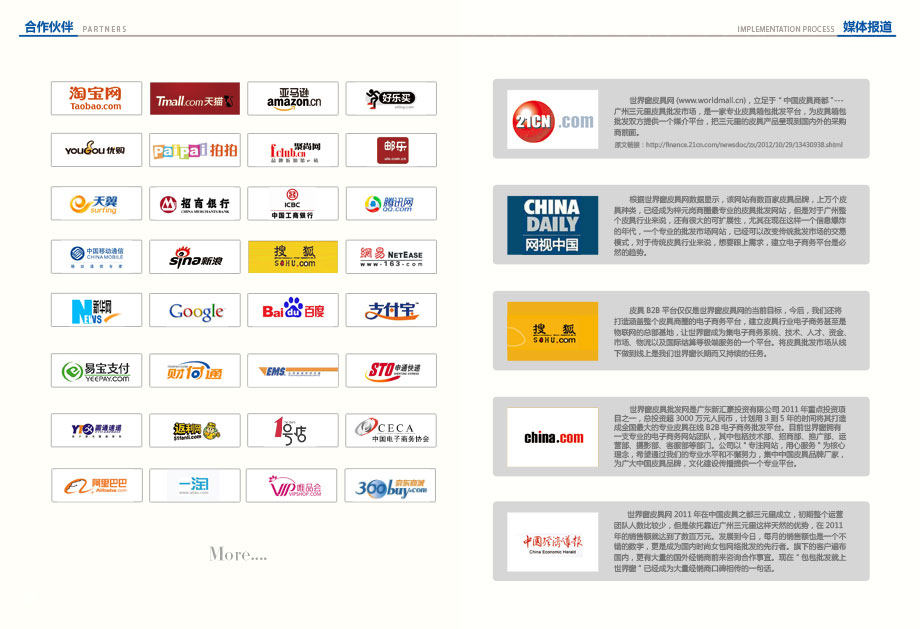 合作伙伴 PARTNERS
IMPLEMENTATION PROCESS 媒体报道
淘宝网
Taobao.com
Tmall.com天猫
亚马逊
amazon.cn
好乐买
YOUGOU 优购
PaiPai 拍拍
聚尚网
fclub.cn
邮乐
ule.com.cn
天翼
surfing
招商银行
CHINA MERCHANTS BANK
ICBC
中国工商银行
腾讯网
QQ.COM
中国移动通信
CHINA MOBILE
移动通信专家
sina新浪
搜狐
SOHU.com
網易 NETEASE
www.163.com
新华网
NEWS
Google
Bai du 百度
支付宝
易宝支付
YEEPAY.COM
财付通
EMS
STO 申通快递
YTO 圆通速递
返利网
51fanli.com
1号店
CECA
中国电子商务协会
阿里巴巴
Alibaba.com
一淘
VIP 唯品会
VIPSHOP.COM
360buy.com 京东商城
More....
21CN.com
世界窗皮具网 (www.worldmall.cn)，立足于“中国皮具商都”---
广州三元里皮具批发市场，是一家专业皮具箱包批发平台，为皮具箱包
批发双方提供一个媒介平台，把三元里的皮具产品呈现到国内外的采购
商前面。
原文链接：http://finance.21cn.com/newsdoc/zx/2012/10/29/13430938.shtml
CHINA
DAILY
网视中国
根据世界窗皮具网数据显示，该网站有数百家皮具品牌，上万个皮
具种类，已经成为梓元岗商圈最专业的皮具批发网站，但是对于广州整
个皮具行业来说，还有很大的可扩展性，尤其在现在这样一个信息爆炸
的年代，一个专业的批发市场网站，已经可以改变传统批发市场的交易
模式，对于传统皮具行业来说，想要跟上需求，建立电子商务平台是必
然的趋势。
搜狐
SOHU.com
皮具 B2B 平台仅仅是世界窗皮具网的当前目标，今后，我们还将
打造涵盖整个皮具商圈的电子商务平台，建立皮具行业电子商务甚至是
物联网的总部基地，让世界窗成为集电子商务系统、技术、人才、资金、
市场、物流以及国际结算等极端服务的一个平台。将皮具批发市场从线
下做到线上是我们世界窗长期而又持续的任务。
china.com
世界窗皮具批发网是广东新汇豪投资有限公司 2011 年重点投资项
目之一，总投资超 3000 万元人民币，计划用 3 到 5 年的时间将其打造
成全国最大的专业皮具在线 B2B 电子商务批发平台。目前世界窗拥有
一支专业的电子商务网站团队，其中包括技术部、招商部、推广部、运
营部、摄影部、客服部等部门。公司以“专注网站，用心服务”为核心
理念，希望通过我们的专业水平和不懈努力，集中中国皮具品牌厂家，
为广大中国皮具品牌，文化建设传播提供一个专业平台。
中国经济导报
China Economic Herald
世界窗皮具网 2011 年在中国皮具之都三元里成立，初期整个运营
团队人数比较少，但是依托靠近广州三元里这样天然的优势，在 2011
年的销售额就达到了数百万元。发展到今日，每月的销售额也是一个不
错的数字，更是成为国内时尚女包网络批发的先行者。旗下的客户遍布
国内，更有大量的国外经销商前来咨询合作事宜。现在“包包批发就上
世界窗”已经成为大量经销商口碑相传的一句话。